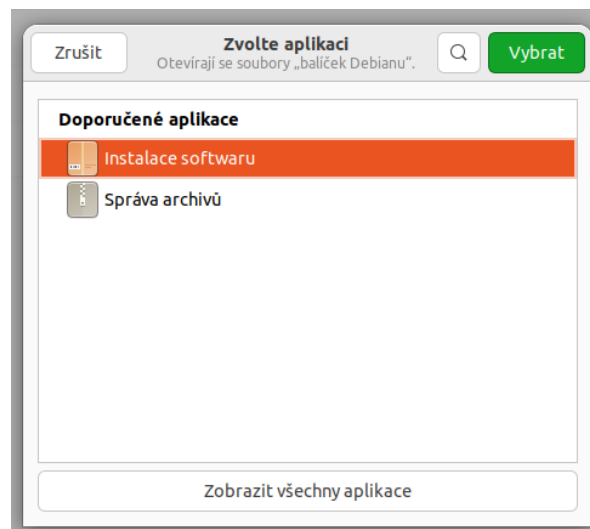 Zrušit
Zvolte aplikaci
Otevírají se soubory „balíček Debianu“.
Vybrat
Doporučené aplikace
Instalace softwaru
Správa archivů
Zobrazit všechny aplikace